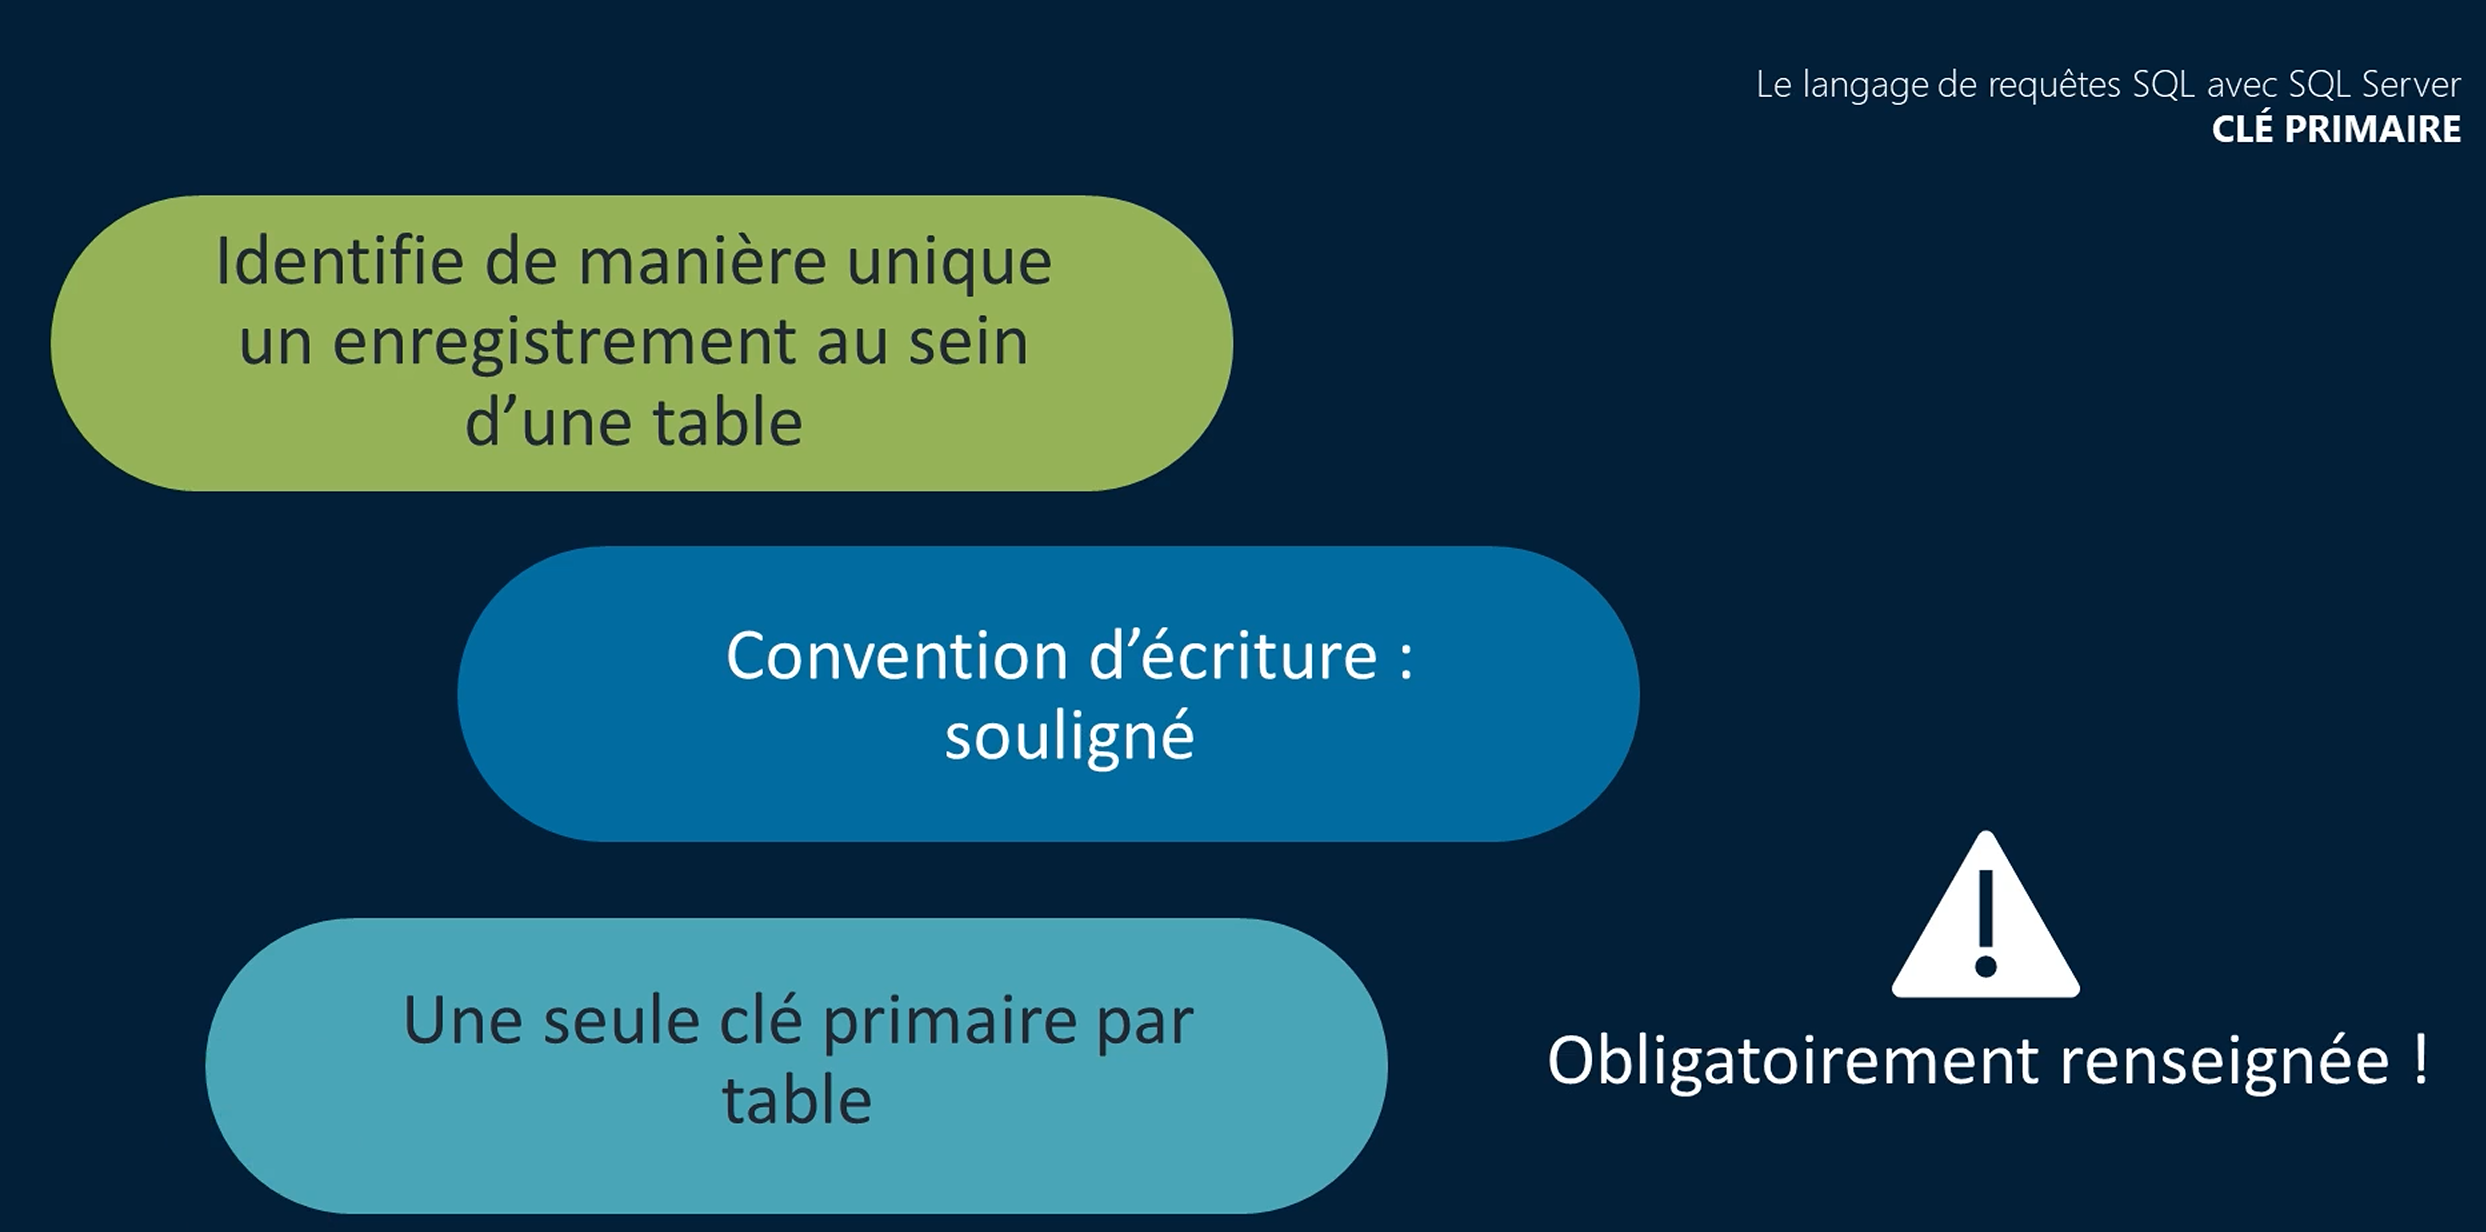 Le langage de requêtes SQL avec SQL Server
CLÉ PRIMAIRE
Identifie de manière unique
un enregistrement au sein
d’une table
Convention d’écriture :
souligné
Une seule clé primaire par
table
Obligatoirement renseignée !